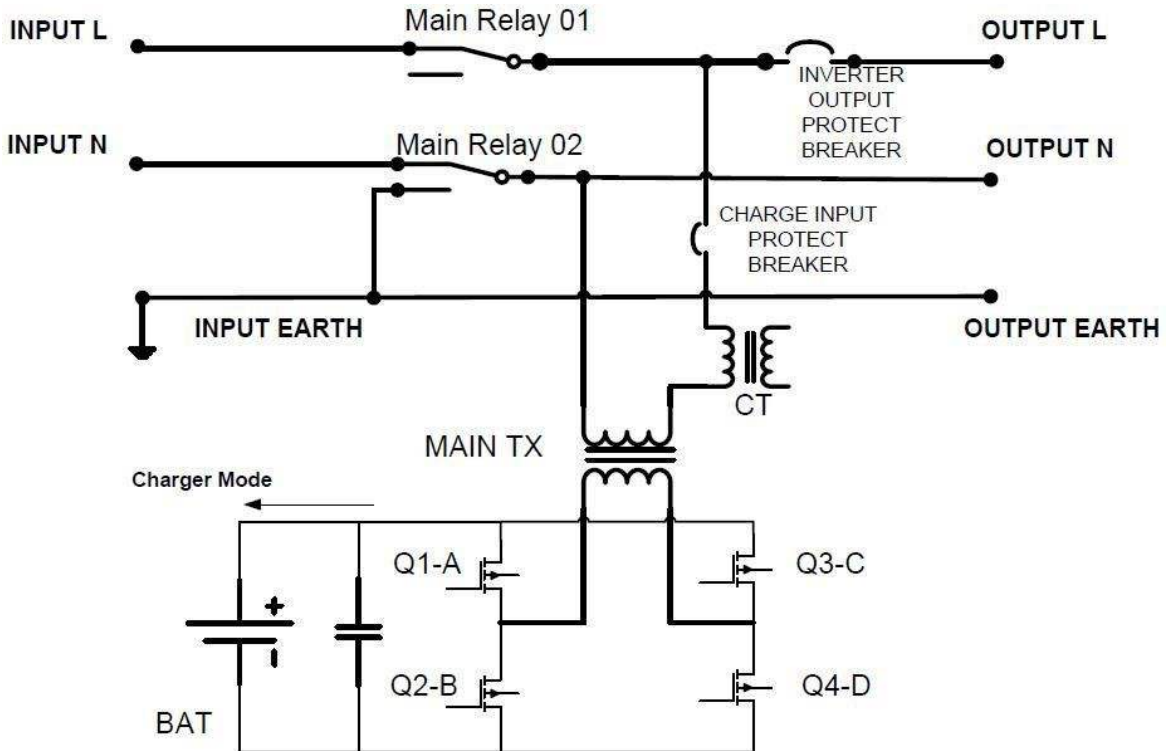 INPUT L
Main Relay 01
OUTPUT L
INVERTER
OUTPUT
PROTECT
BREAKER
INPUT N
Main Relay 02
OUTPUT N
CHARGE INPUT
PROTECT
BREAKER
INPUT EARTH
OUTPUT EARTH
CT
MAIN TX
Charger Mode
Q1-A
Q3-C
+
-
Q2-B
Q4-D
BAT